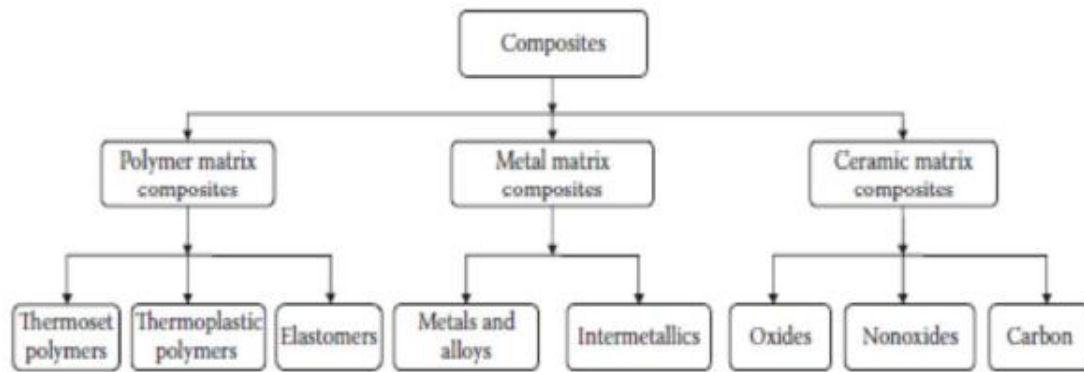 Composites
Polymer matrix
composites
Metal matrix
composites
Ceramic matrix
composites
Thermoset
polymers
Thermoplastic
polymers
Elastomers
Metals and
alloys
Intermetallics
Oxides
Nonoxides
Carbon